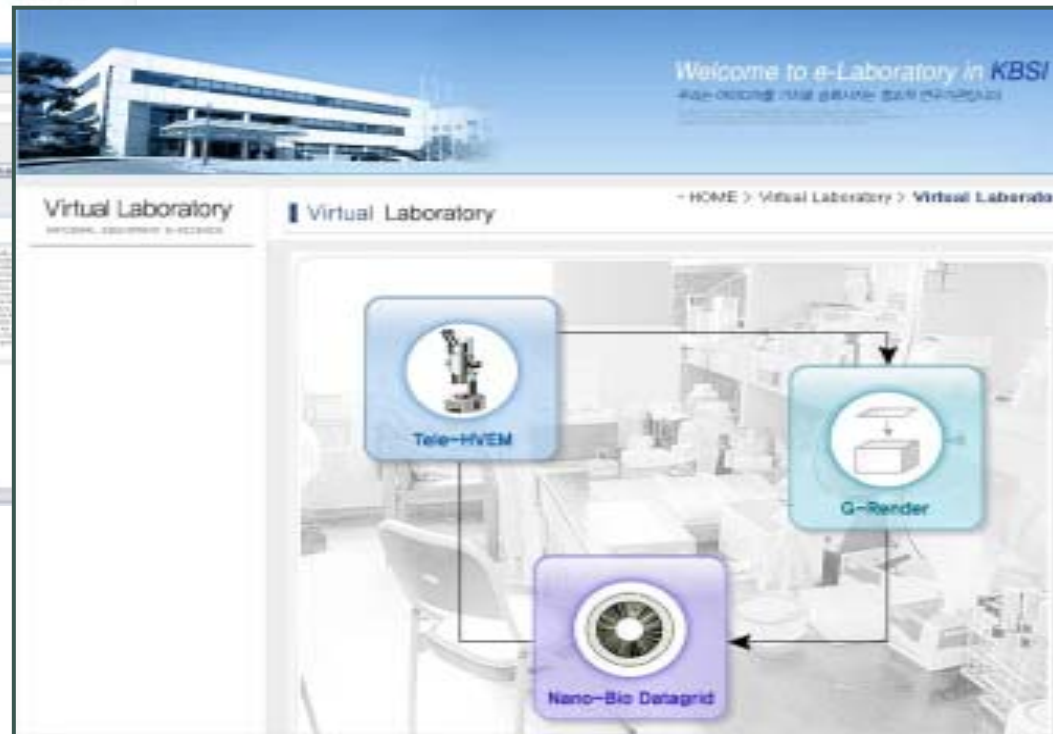 Welcome to e-Laboratory in KBSI
Virtual Laboratory
Virtual Laboratory
- HOME > Virtual Laboratory > Virtual Laborato
Tele-HVEM
G-Render
Nano-Bio Datagrid